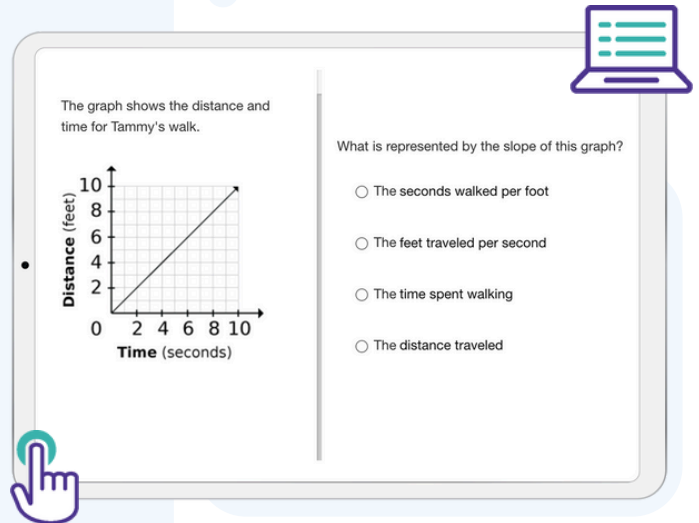 The graph shows the distance and
time for Tammy's walk.
Distance (feet)
10
8
6
4
2
0 2 4 6 8 10
Time (seconds)
What is represented by the slope of this graph?
The seconds walked per foot
The feet traveled per second
The time spent walking
The distance traveled